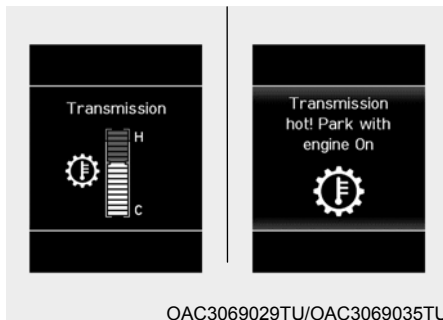 Transmission
H
C
Transmission
hot! Park with
engine On
OAC3069029TU/OAC3069035TU